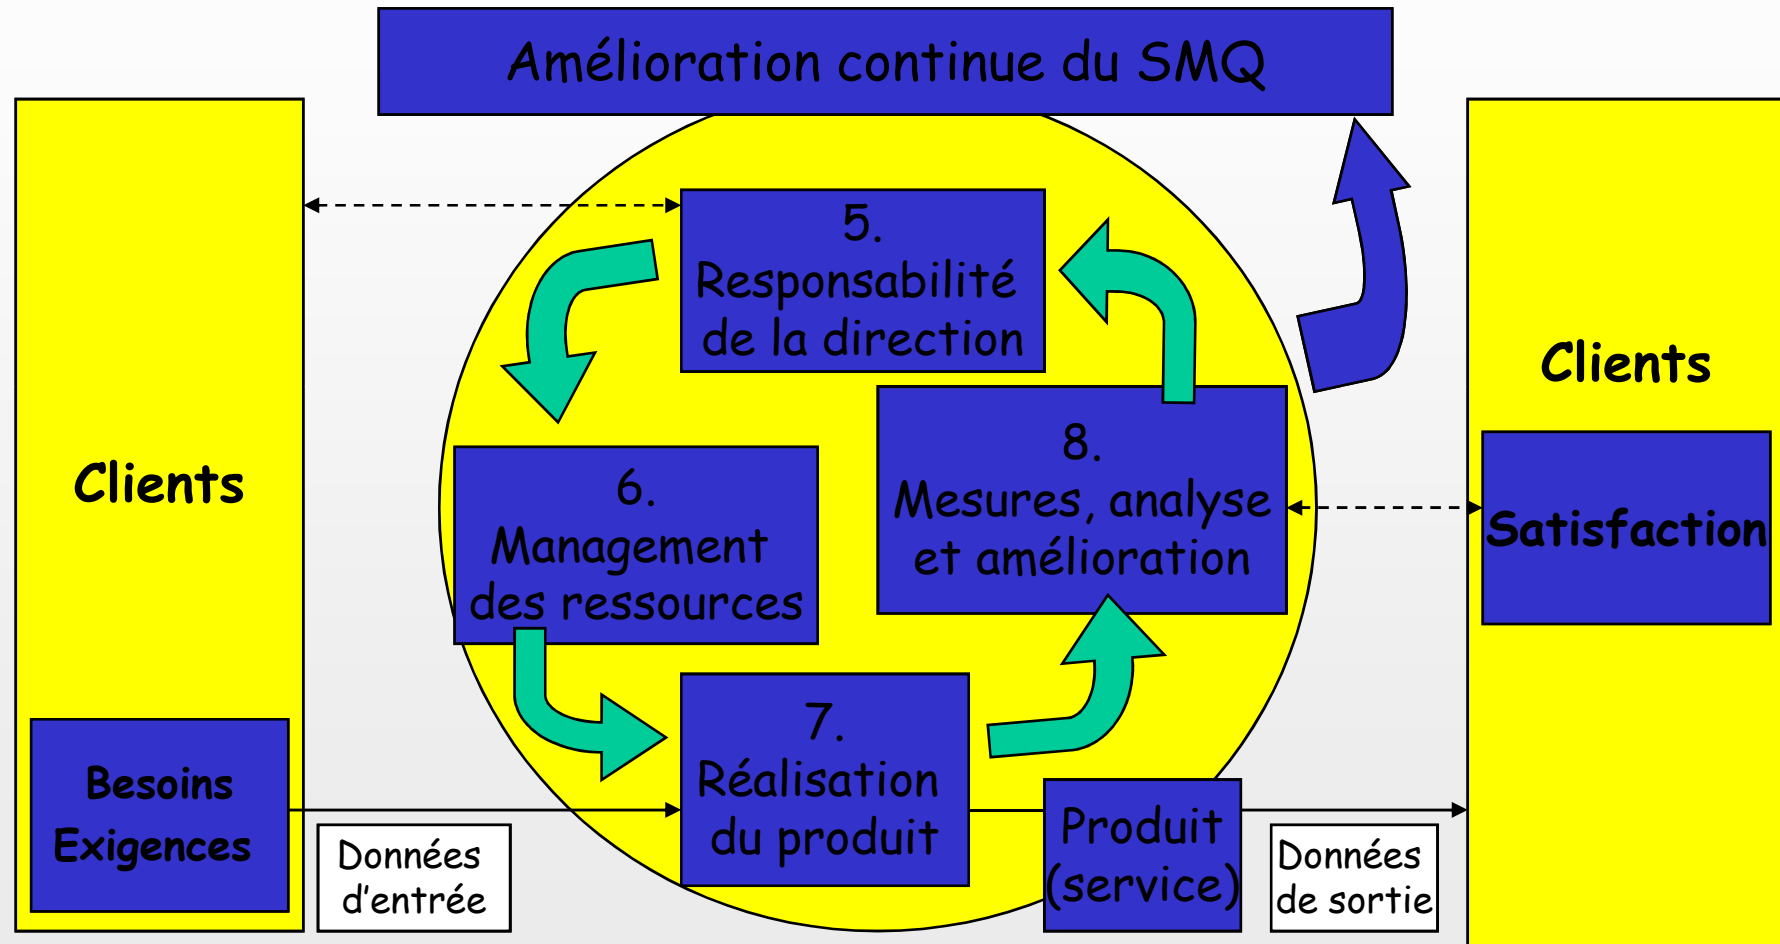 Amélioration continue du SMQ
Clients
Besoins
Exigences
Données
d'entrée
5.
Responsabilité
de la direction
6.
Management
des ressources
7.
Réalisation
du produit
8.
Mesures, analyse
et amélioration
Produit
(service)
Données
de sortie
Clients
Satisfaction